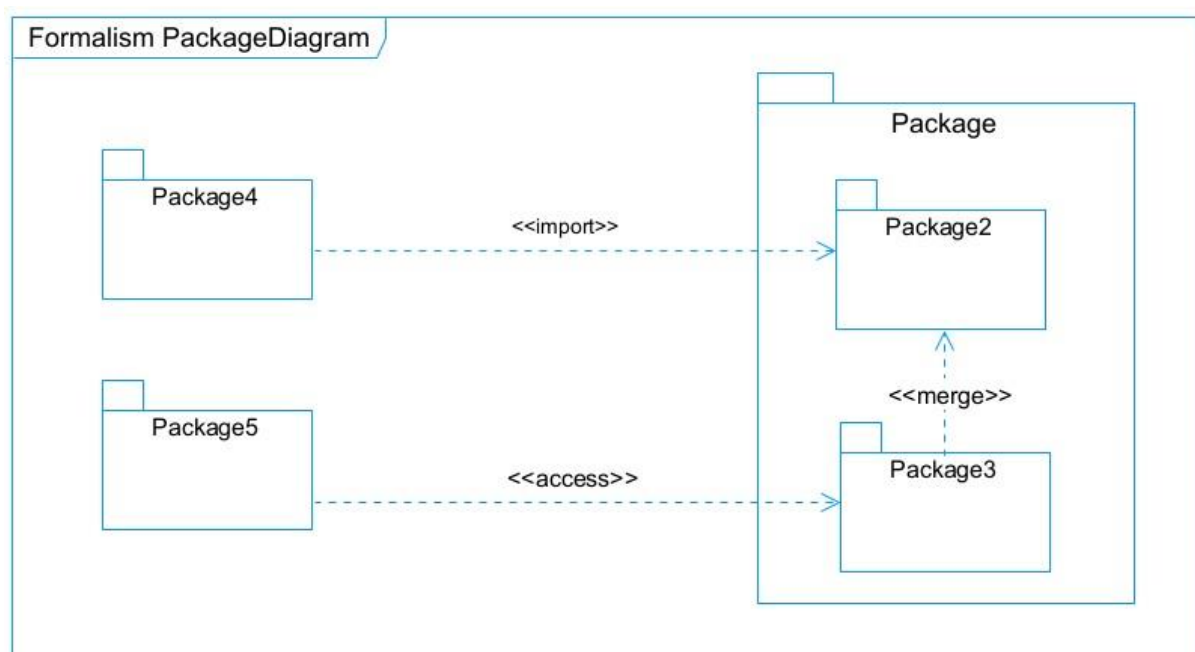 Formalism PackageDiagram
Package
Package4
<<import>>
Package2
<<merge>>
Package5
<<access>>
Package3